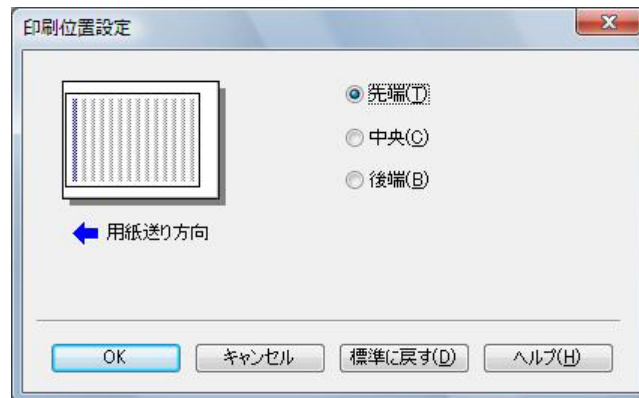 印刷位置設定
先端(T)
中央(C)
後端(B)
用紙送り方向
OK
キャンセル
標準に戻す(D)
ヘルプ(H)